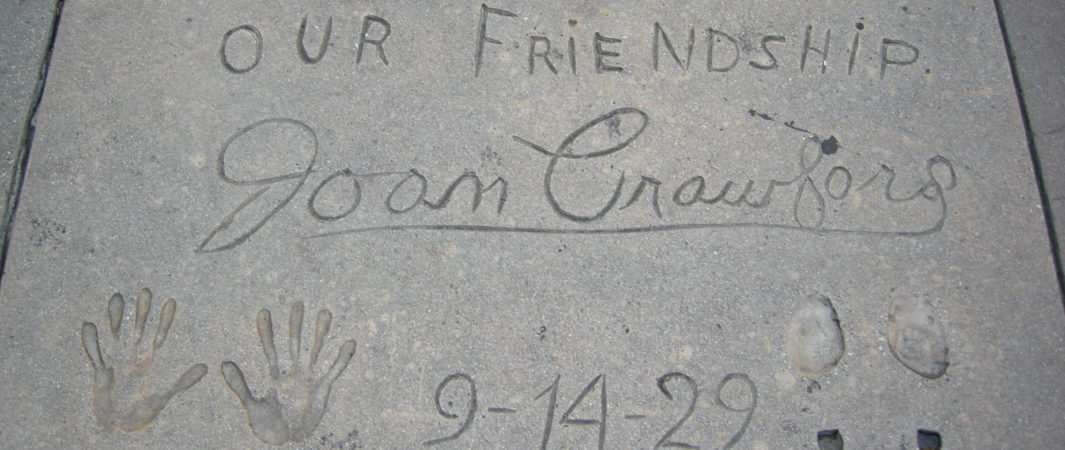 OUR FRIENDSHIP.
Joan Crawford
9-14-29